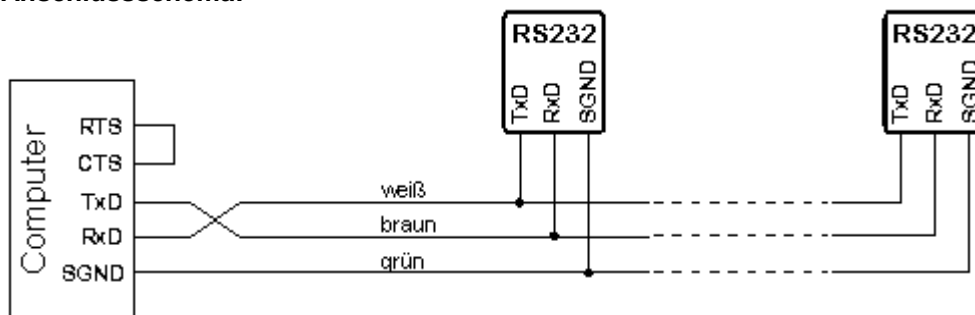 Anschlussschema:
RS232
RS232
TxD
RxD
SGND
TxD
RxD
SGND
Computer
RTS
CTS
TxD
RxD
SGND
weiß
braun
grün